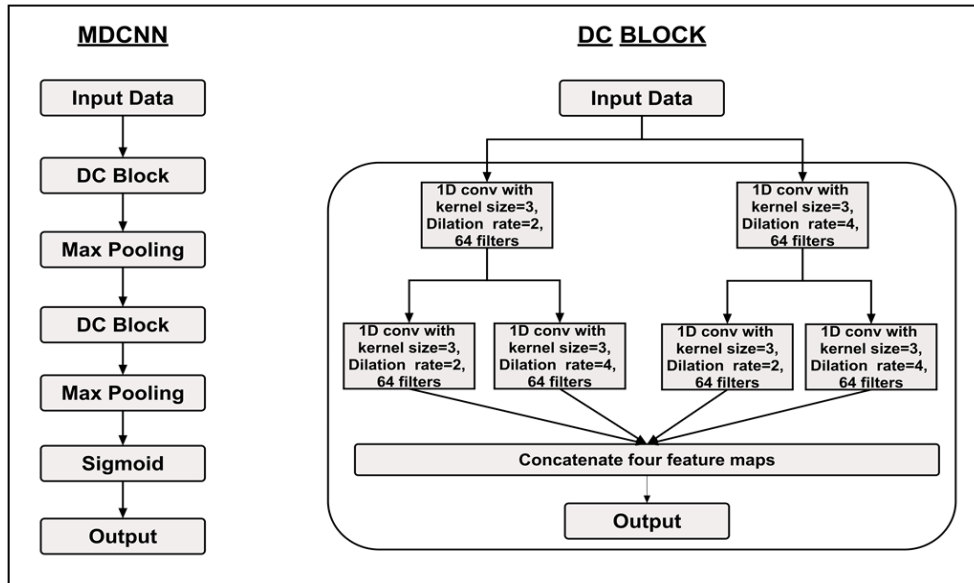 MDCNN
Input Data
DC Block
Max Pooling
DC Block
Max Pooling
Sigmoid
Output
DC BLOCK
Input Data
1D conv with
kernel size=3,
Dilation rate=2,
64 filters
1D conv with
kernel size=3,
Dilation rate=4,
64 filters
1D conv with
kernel size=3,
Dilation rate=2,
64 filters
1D conv with
kernel size=3,
Dilation rate=4,
64 filters
1D conv with
kernel size=3,
Dilation rate=2,
64 filters
1D conv with
kernel size=3,
Dilation rate=4,
64 filters
Concatenate four feature maps
Output